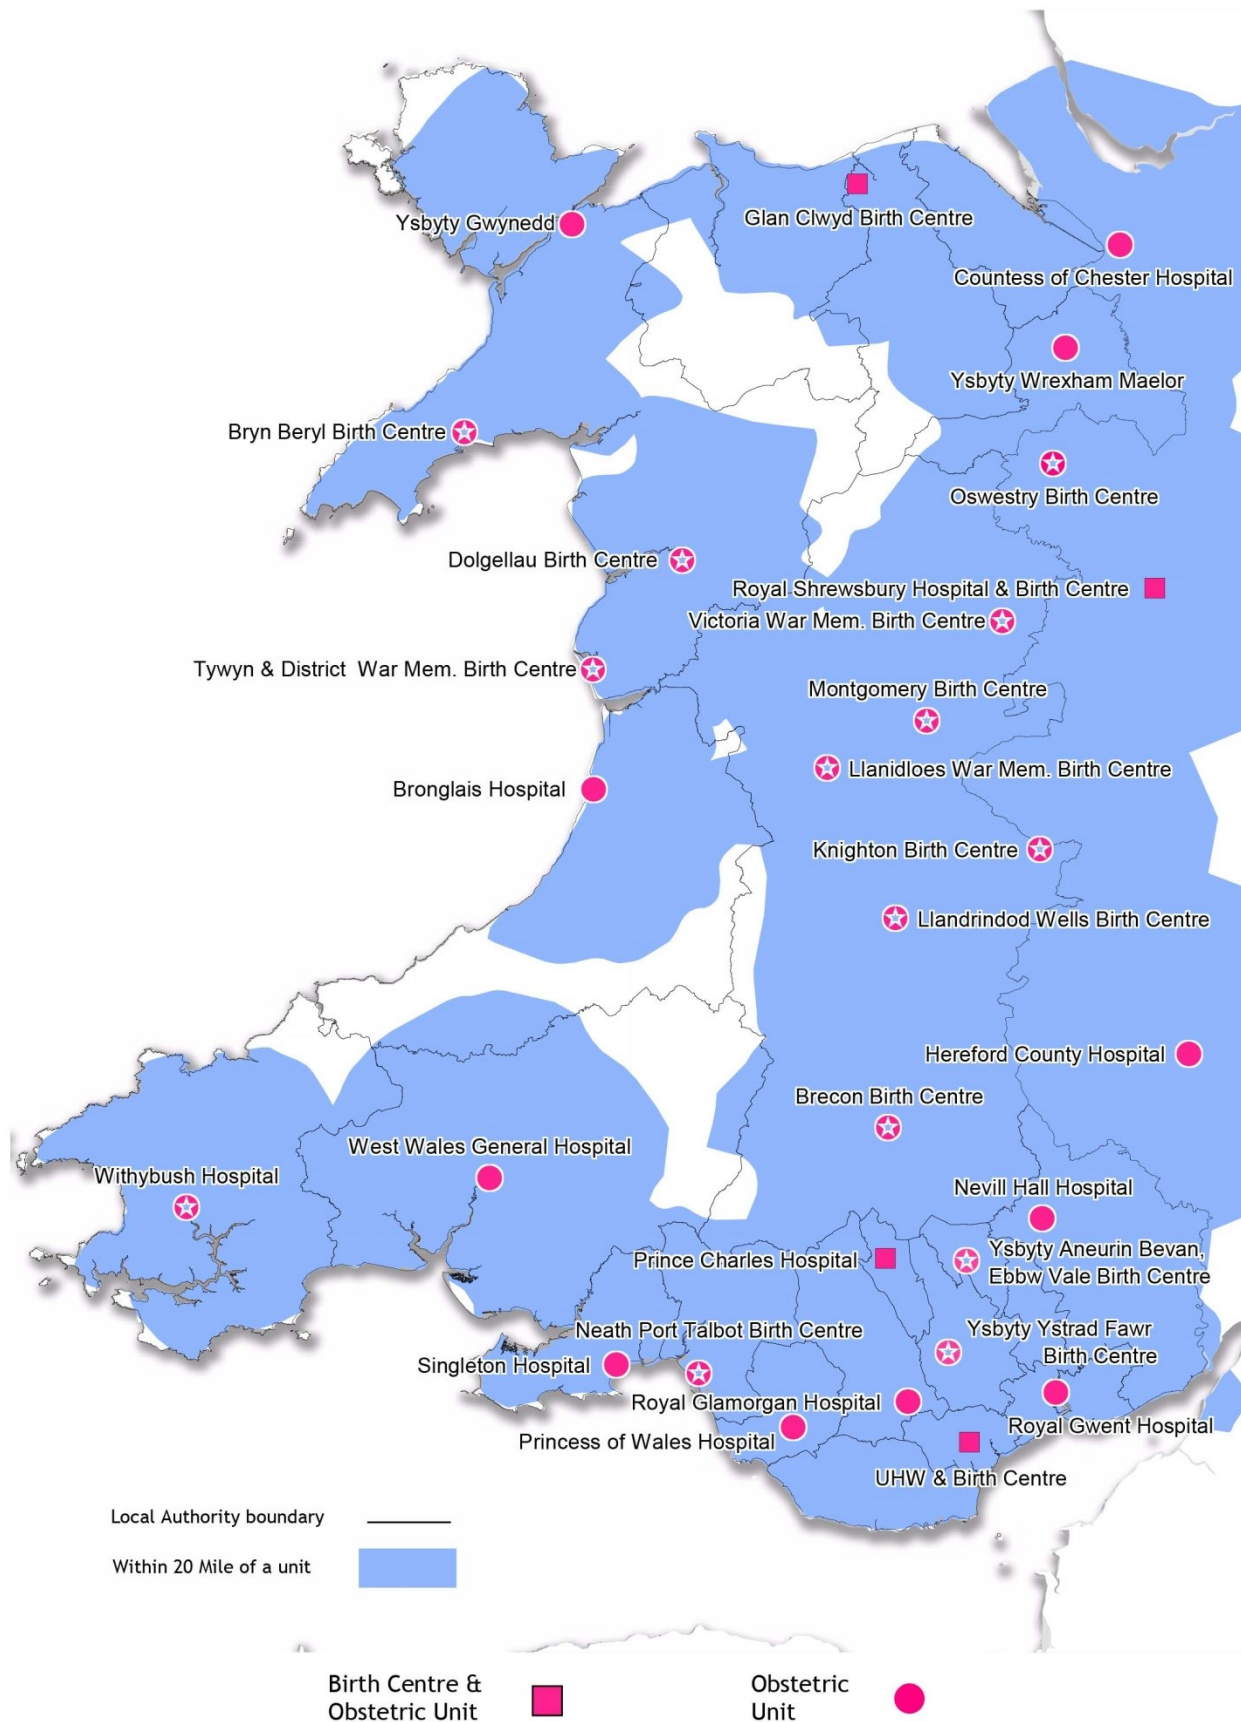 Glan Clwyd Birth Centre
Ysbyty Gwynedd
Countess of Chester Hospital
Ysbyty Wrexham Maelor
Bryn Beryl Birth Centre
Oswestry Birth Centre
Dolgellau Birth Centre
Royal Shrewsbury Hospital & Birth Centre
Victoria War Mem. Birth Centre
Tywyn & District War Mem. Birth Centre
Montgomery Birth Centre
Llanidloes War Mem. Birth Centre
Bronglais Hospital
Knighton Birth Centre
Llandrindod Wells Birth Centre
Hereford County Hospital
Brecon Birth Centre
West Wales General Hospital
Withybush Hospital
Nevill Hall Hospital
Prince Charles Hospital
Ysbyty Aneurin Bevan,
Ebbw Vale Birth Centre
Neath Port Talbot Birth Centre
Ysbyty Ystrad Fawr
Birth Centre
Singleton Hospital
Royal Glamorgan Hospital
Royal Gwent Hospital
Princess of Wales Hospital
UHW & Birth Centre
Local Authority boundary
Within 20 Mile of a unit
Birth Centre &
Obstetric Unit
Obstetric
Unit